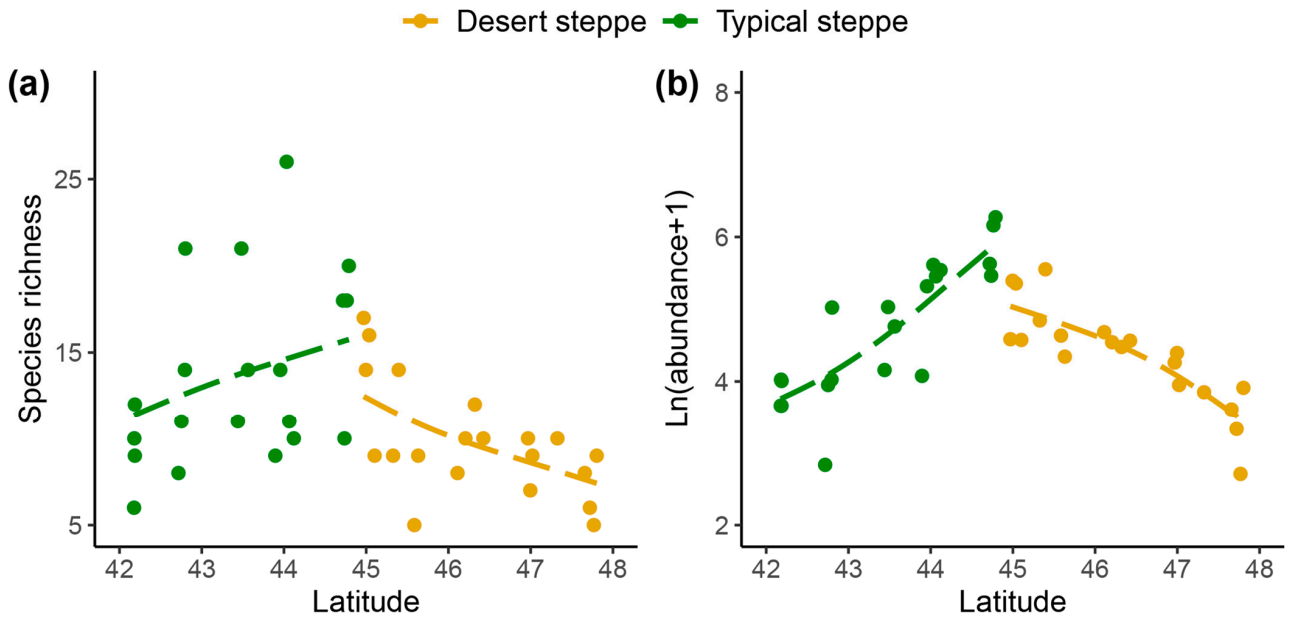 Desert steppe Typical steppe
(a)
Species richness
25
15
5
42 43 44 45 46 47 48
Latitude
(b)
Ln(abundance+1)
8
6
4
2
42 43 44 45 46 47 48
Latitude